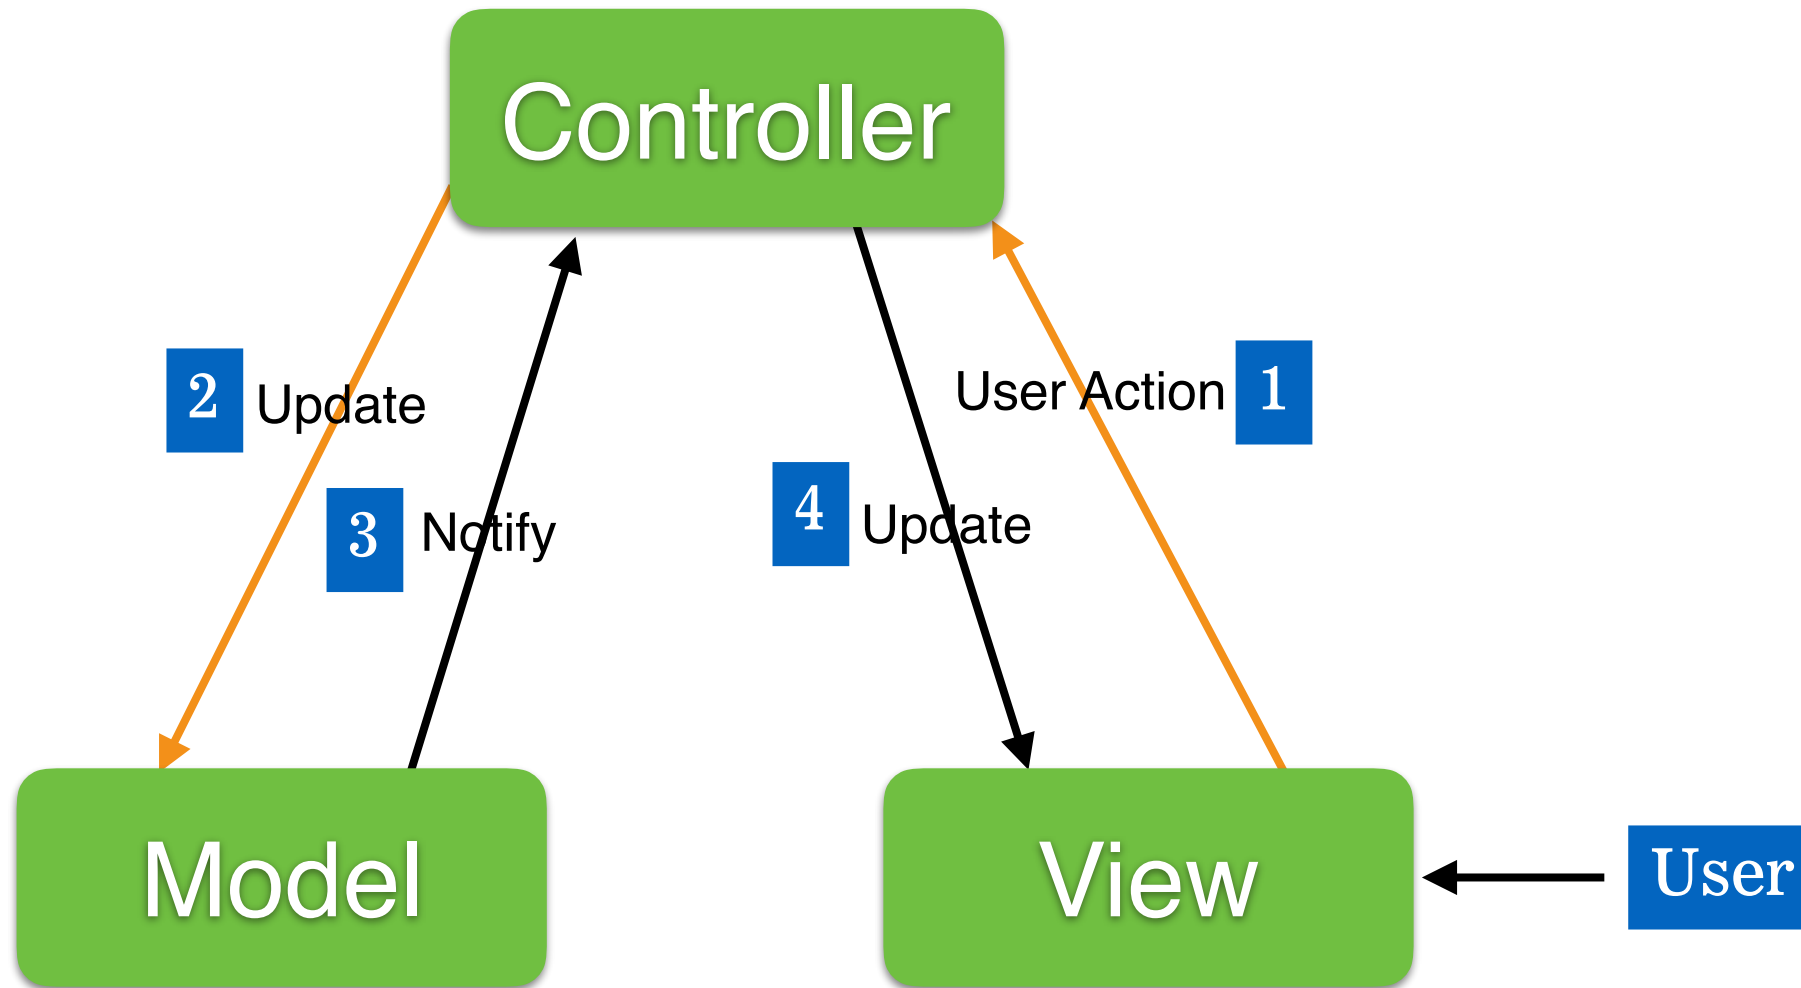 Controller
2 Update
User Action 1
3 Notify
4 Update
Model
View
User